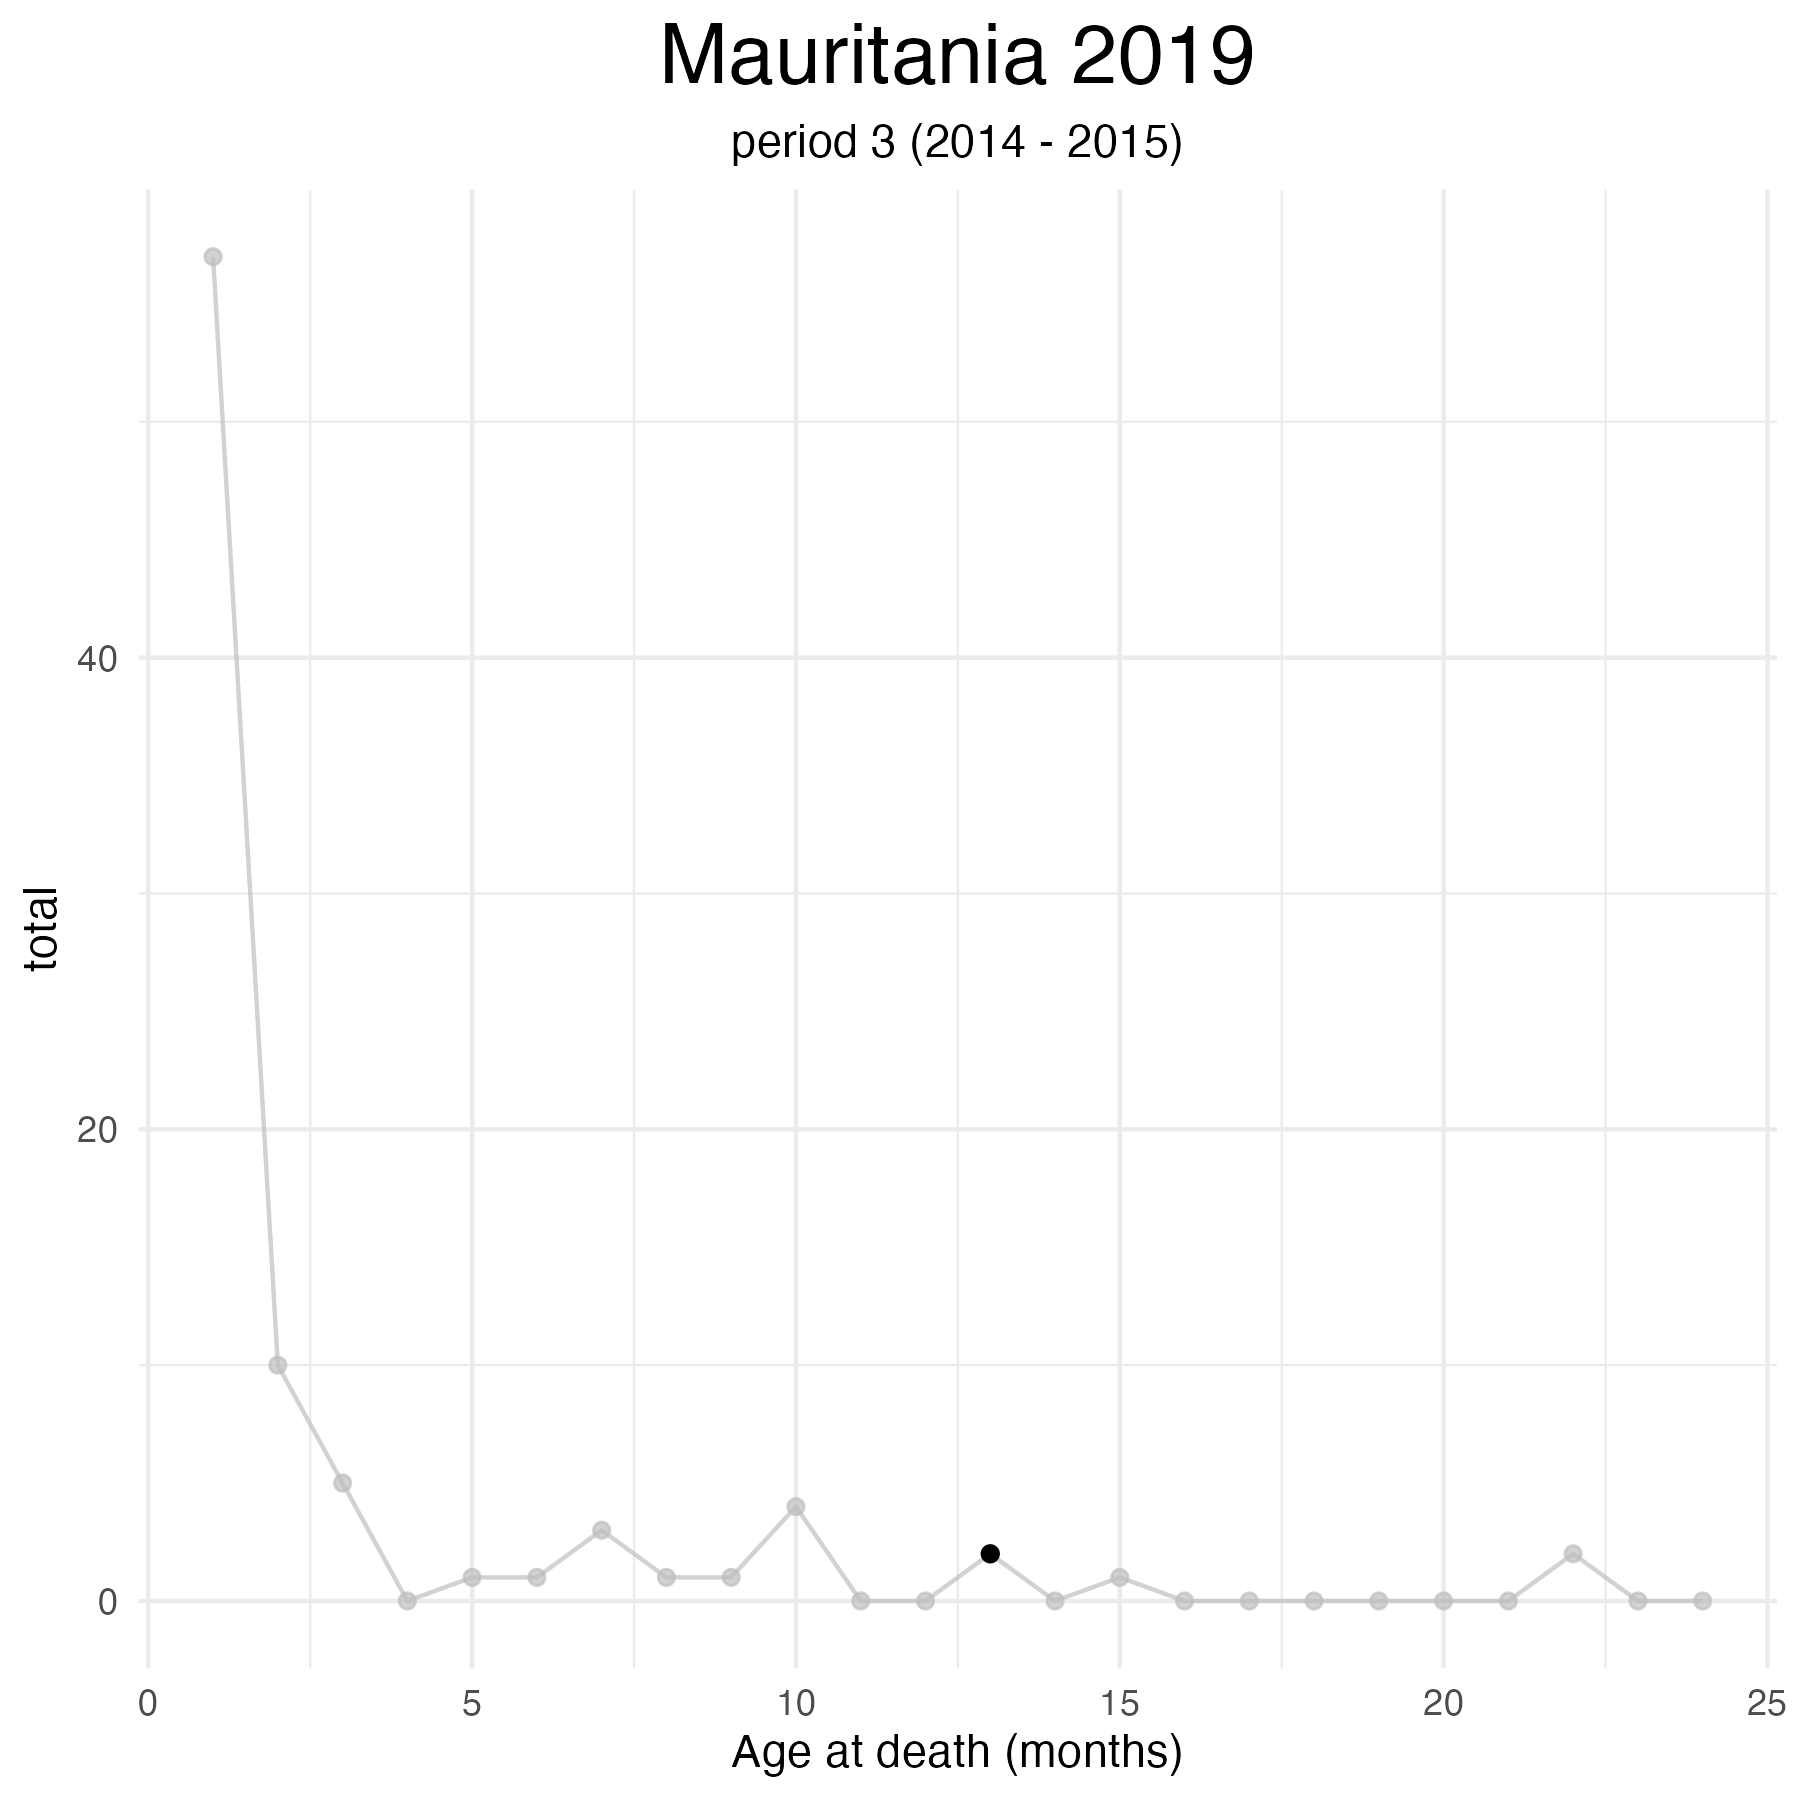 Mauritania 2019
period 3 (2014 - 2015)
total
40
20
0
0 5 10 15 20 25
Age at death (months)